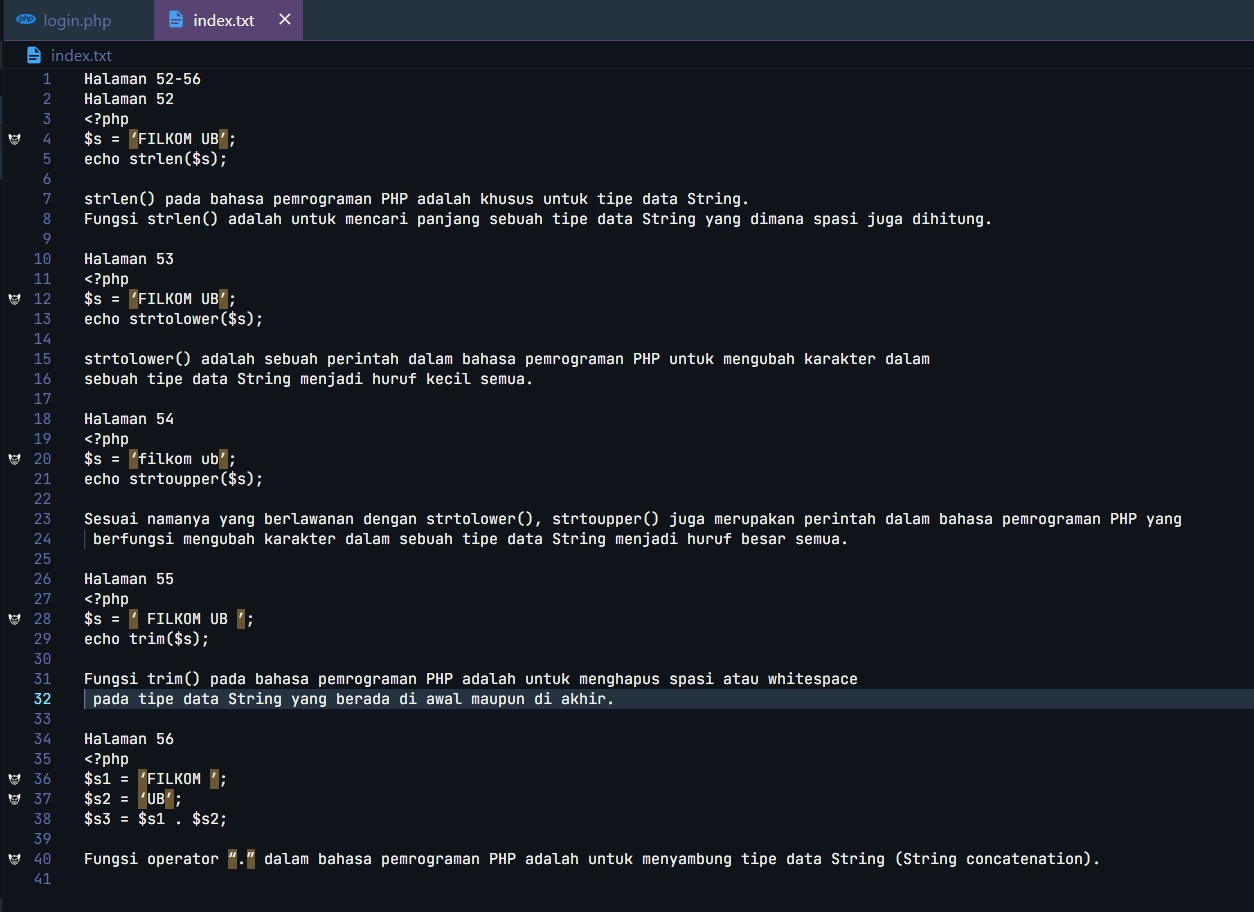 login.php
index.txt
index.txt
1 Halaman 52-56
2 Halaman 52
3 <?php
4 $s = ‘FILKOM UB’;
5 echo strlen($s);
6
7 strlen() pada bahasa pemrograman PHP adalah khusus untuk tipe data String.
8 Fungsi strlen() adalah untuk mencari panjang sebuah tipe data String yang dimana spasi juga dihitung.
9
10 Halaman 53
11 <?php
12 $s = ‘FILKOM UB’;
13 echo strtolower($s);
14
15 strtolower() adalah sebuah perintah dalam bahasa pemrograman PHP untuk mengubah karakter dalam
16 sebuah tipe data String menjadi huruf kecil semua.
17
18 Halaman 54
19 <?php
20 $s = ‘filkom ub’;
21 echo strtoupper($s);
22
23 Sesuai namanya yang berlawanan dengan strtolower(), strtoupper() juga merupakan perintah dalam bahasa pemrograman PHP yang
24 berfungsi mengubah karakter dalam sebuah tipe data String menjadi huruf besar semua.
25
26 Halaman 55
27 <?php
28 $s = ‘ FILKOM UB ’;
29 echo trim($s);
30
31 Fungsi trim() pada bahasa pemrograman PHP adalah untuk menghapus spasi atau whitespace
32 pada tipe data String yang berada di awal maupun di akhir.
33
34 Halaman 56
35 <?php
36 $s1 = ‘FILKOM ’;
37 $s2 = ‘UB’;
38 $s3 = $s1 . $s2;
39
40 Fungsi operator “.” dalam bahasa pemrograman PHP adalah untuk menyambung tipe data String (String concatenation).
41